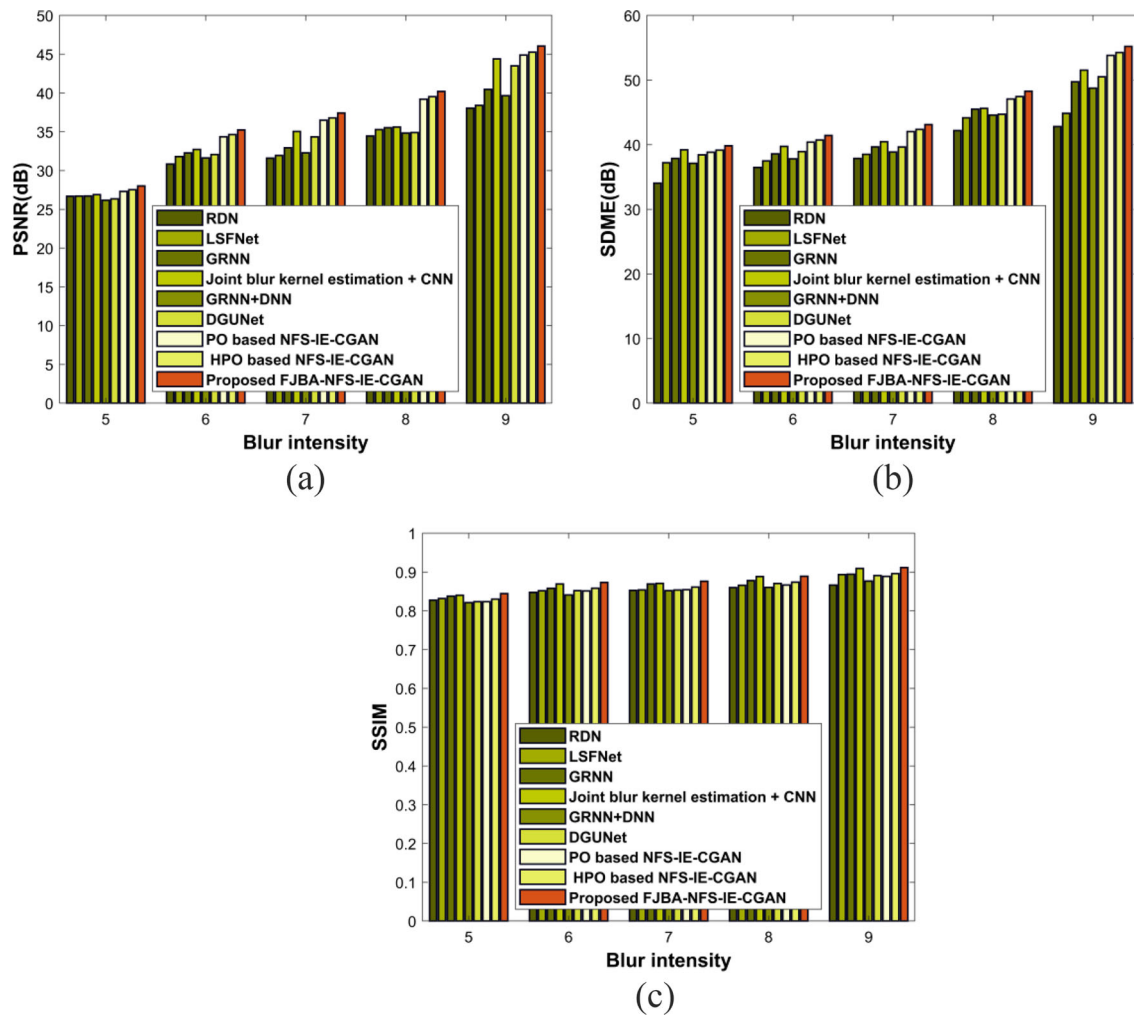 50
45
40
35
30
25
20
15
10
5
0
PSNR(dB)
RDN
LSFNet
GRNN
Joint blur kernel estimation + CNN
GRNN+DNN
DGUNet
PO based NFS-IE-CGAN
HPO based NFS-IE-CGAN
Proposed FJBA-NFS-IE-CGAN
5 6 7 8 9
Blur intensity
(a)
60
50
40
30
20
10
0
SDME(dB)
RDN
LSFNet
GRNN
Joint blur kernel estimation + CNN
GRNN+DNN
DGUNet
PO based NFS-IE-CGAN
HPO based NFS-IE-CGAN
Proposed FJBA-NFS-IE-CGAN
5 6 7 8 9
Blur intensity
(b)
1
0.9
0.8
0.7
0.6
0.5
0.4
0.3
0.2
0.1
0
SSIM
RDN
LSFNet
GRNN
Joint blur kernel estimation + CNN
GRNN+DNN
DGUNet
PO based NFS-IE-CGAN
HPO based NFS-IE-CGAN
Proposed FJBA-NFS-IE-CGAN
5 6 7 8 9
Blur intensity
(c)